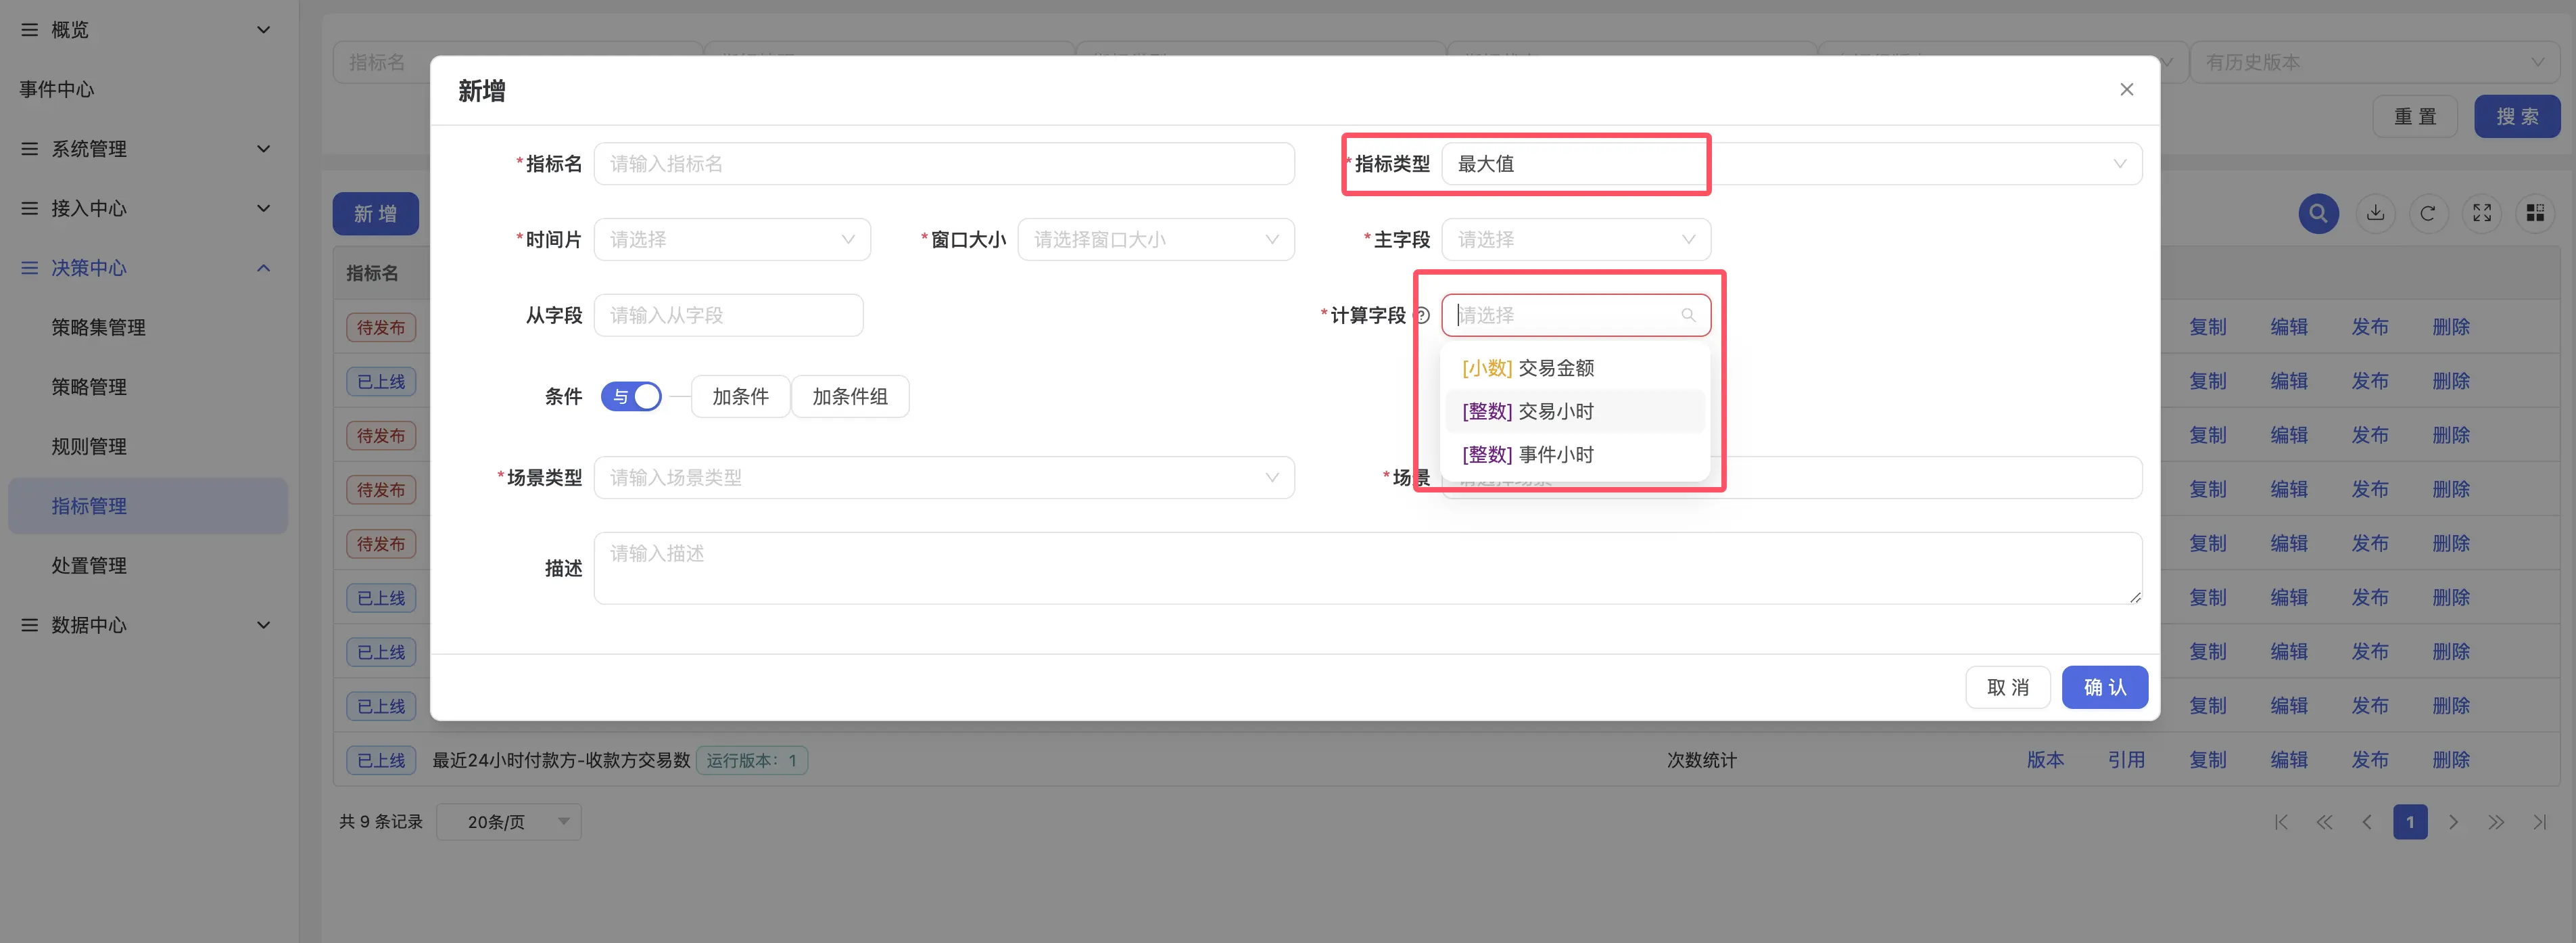 概览
事件中心
系统管理
接入中心
决策中心
策略集管理
策略管理
规则管理
指标管理
处置管理
数据中心
指标名
有历史版本
重 置
搜 索
新 增
指标名
新增
*指标名 请输入指标名
*指标类型 最大值
*时间片 请选择
*窗口大小 请选择窗口大小
*主字段 请选择
从字段 请输入从字段
*计算字段 请选择
[小数] 交易金额
[整数] 交易小时
[整数] 事件小时
条件 与 加条件 加条件组
*场景类型 请输入场景类型
*场景
描述 请输入描述
取 消
确 认
待发布 复制 编辑 发布 删除
已上线 复制 编辑 发布 删除
待发布 复制 编辑 发布 删除
待发布 复制 编辑 发布 删除
待发布 复制 编辑 发布 删除
已上线 复制 编辑 发布 删除
已上线 复制 编辑 发布 删除
已上线 复制 编辑 发布 删除
已上线 最近24小时付款方-收款方交易数 运行版本：1 次数统计 版本 引用 复制 编辑 发布 删除
共 9 条记录 20条/页 1